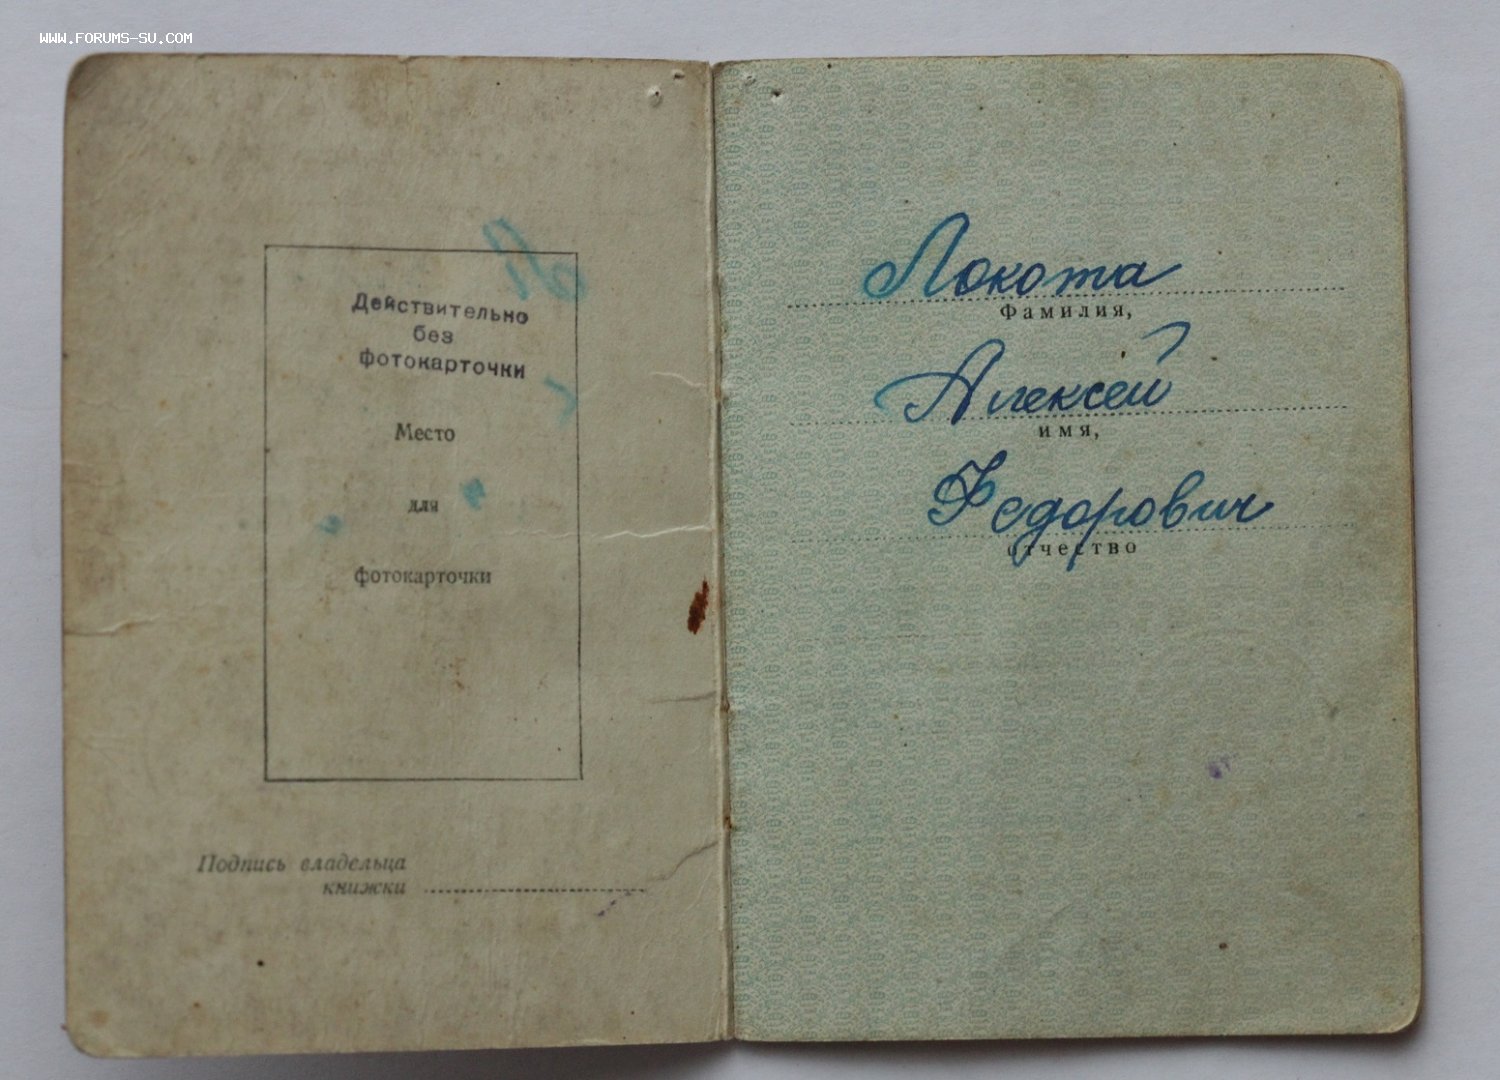 WWW.FORUMS-SU.COM
Действительно
без
фотокарточки
Место
для
фотокарточки
Подпись владельца
книжки
Локота
Фамилия,
Алексей
имя,
Федорович
отчество